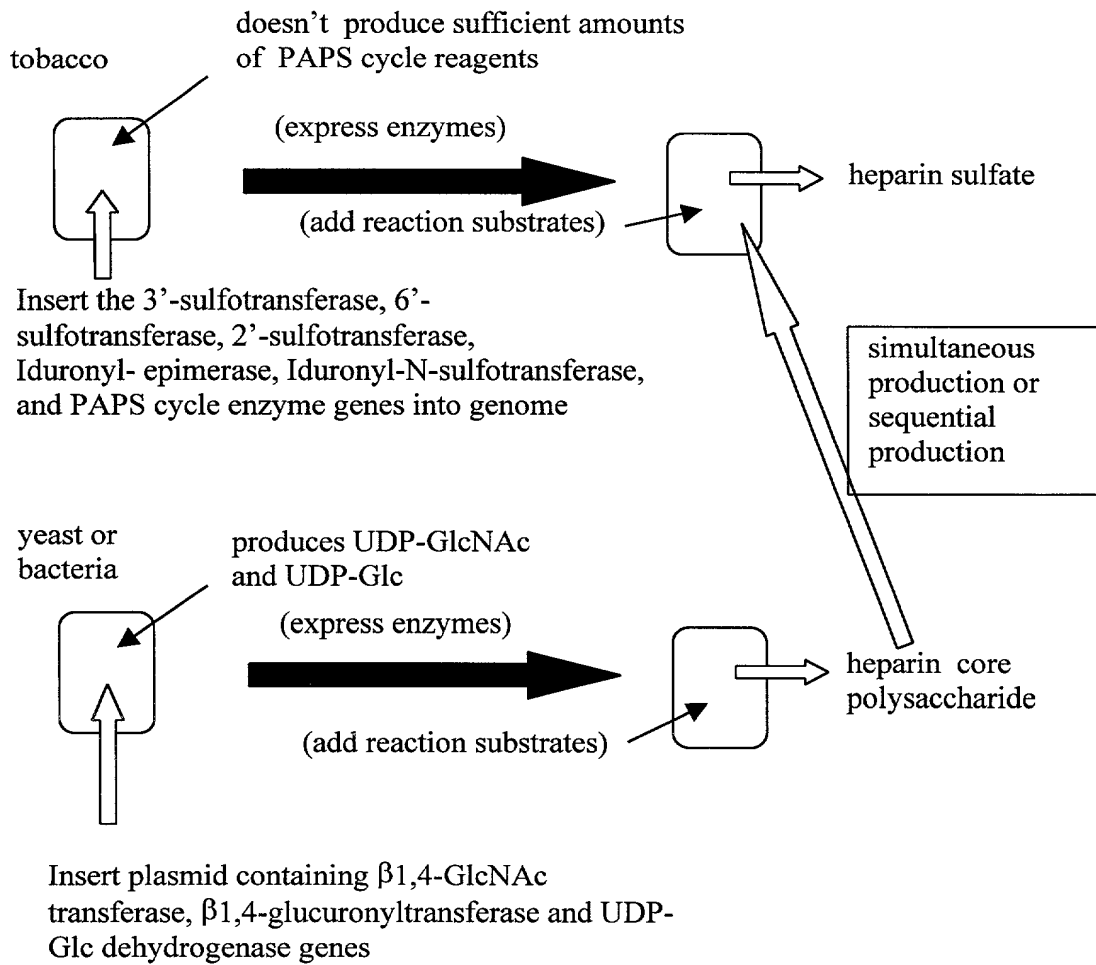 doesn’t produce sufficient amounts
of PAPS cycle reagents
tobacco
(express enzymes)
(add reaction substrates)
heparin sulfate
Insert the 3’-sulfotransferase, 6’-
sulfotransferase, 2’-sulfotransferase,
Iduronyl- epimerase, Iduronyl-N-sulfotransferase,
and PAPS cycle enzyme genes into genome
simultaneous
production or
sequential
production
yeast or
bacteria
produces UDP-GlcNAc
and UDP-Glc
(express enzymes)
(add reaction substrates)
heparin core
polysaccharide
Insert plasmid containing β1,4-GlcNAc
transferase, β1,4-glucuronyltransferase and UDP-
Glc dehydrogenase genes